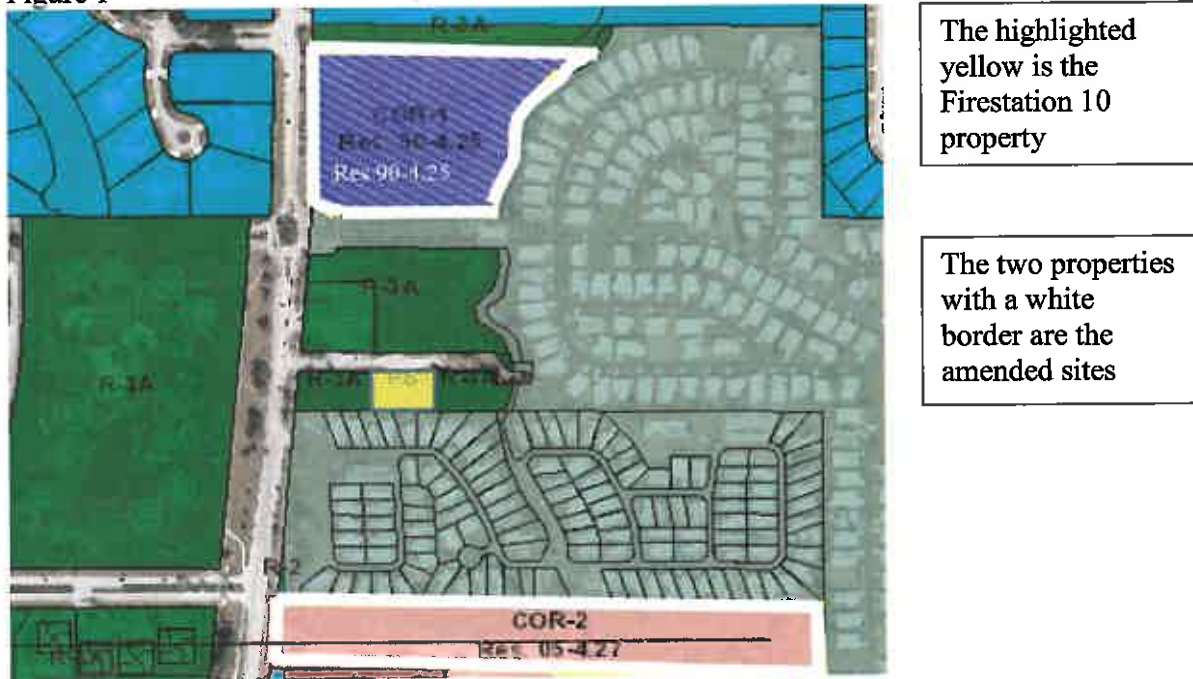 Figure 1
R-3A
COR-1
Res 90-4.25
Res 90-4.25
R-3A
R-3A
R-3A
R-2
COR-2
Res. 05-4.27
The highlighted
yellow is the
Firestation 10
property
The two properties
with a white
border are the
amended sites